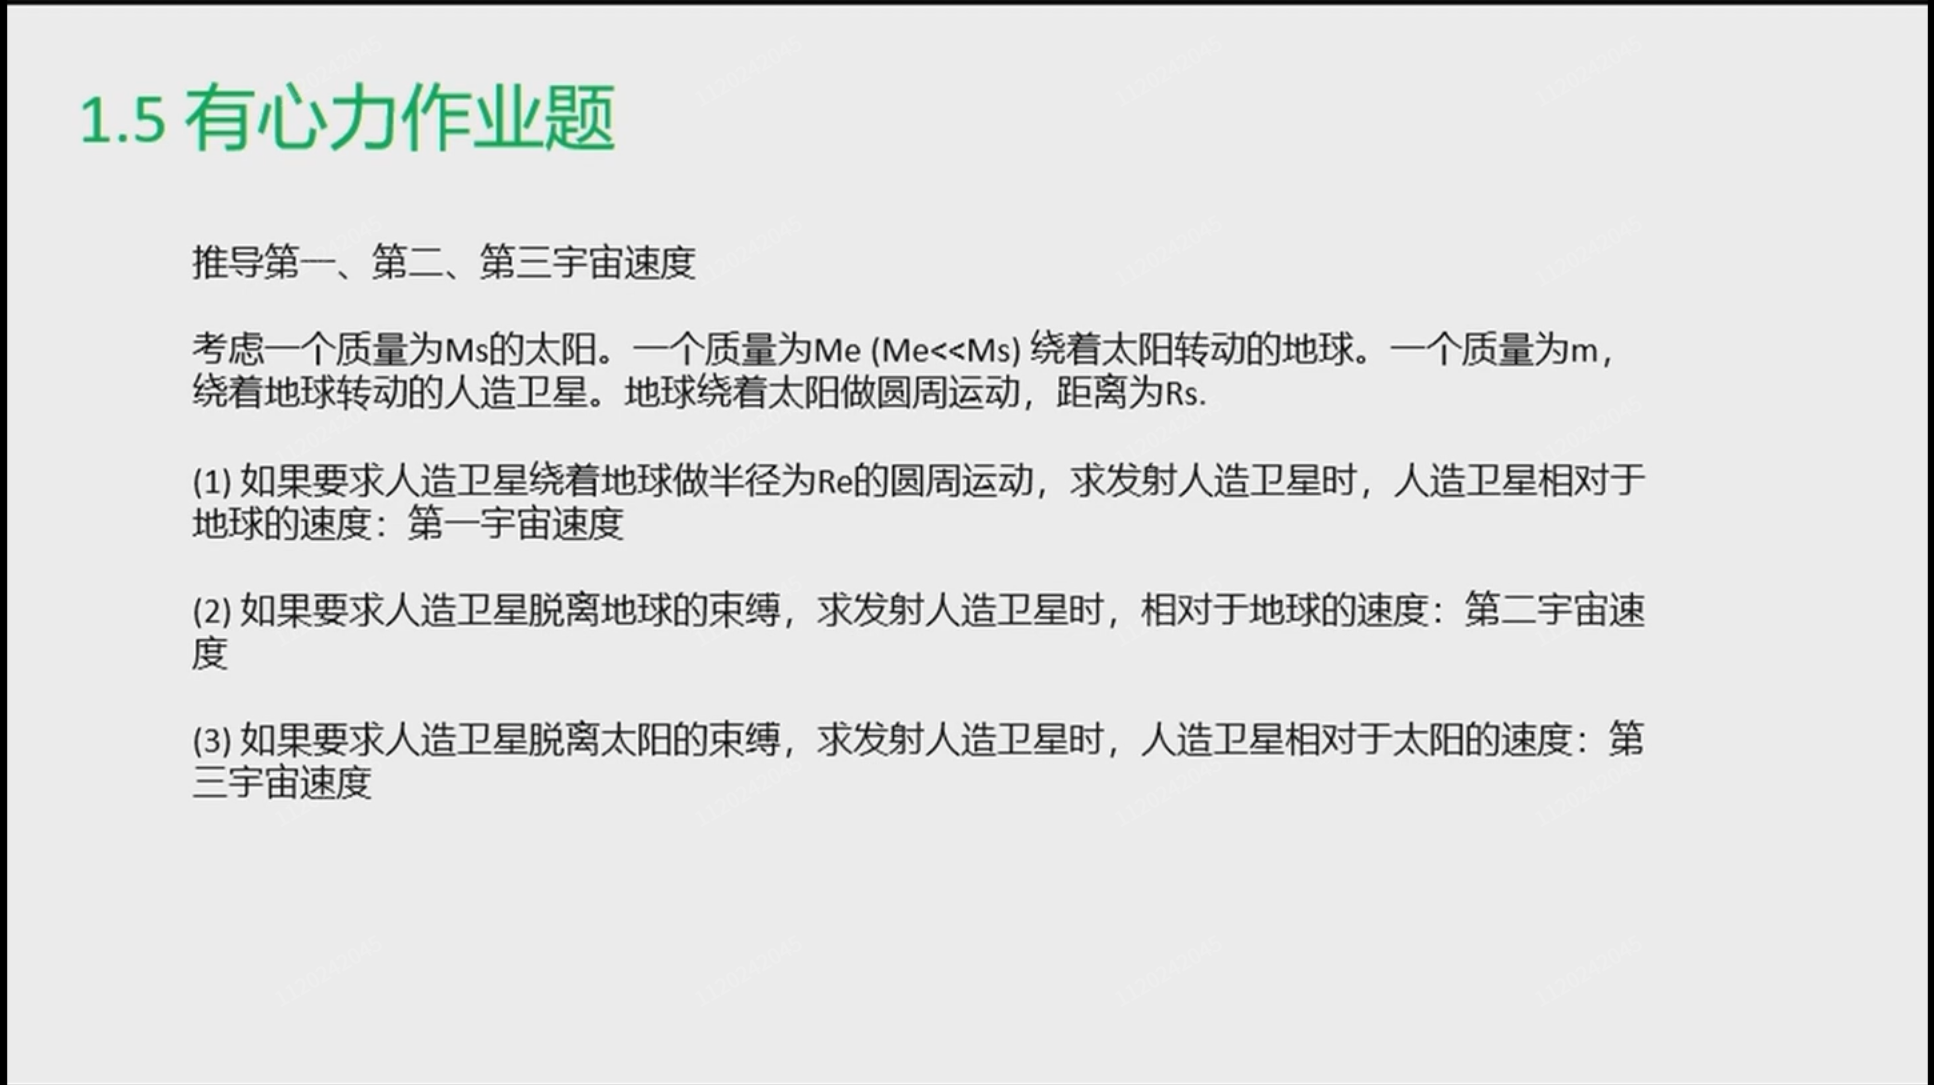 1.5 有心力作业题
推导第一、第二、第三宇宙速度
考虑一个质量为Ms的太阳。一个质量为Me (Me<<Ms) 绕着太阳转动的地球。一个质量为m，
绕着地球转动的人造卫星。地球绕着太阳做圆周运动，距离为Rs.
(1) 如果要求人造卫星绕着地球做半径为Re的圆周运动，求发射人造卫星时，人造卫星相对于
地球的速度：第一宇宙速度
(2) 如果要求人造卫星脱离地球的束缚，求发射人造卫星时，相对于地球的速度：第二宇宙速
度
(3) 如果要求人造卫星脱离太阳的束缚，求发射人造卫星时，人造卫星相对于太阳的速度：第
三宇宙速度